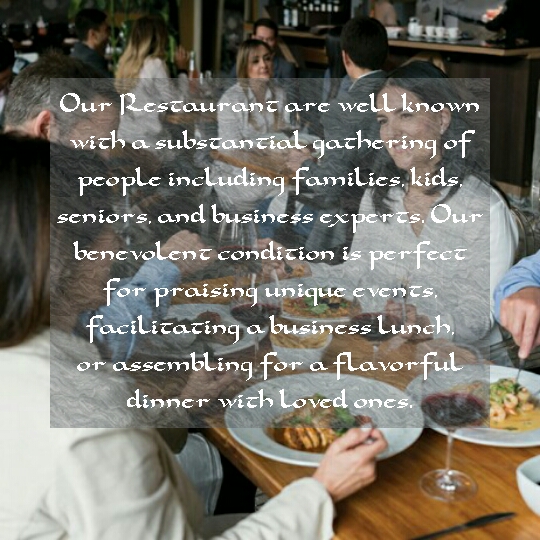 Our Restaurant are well known
with a substantial gathering of
people including families, kids,
seniors, and business experts. Our
benevolent condition is perfect
for praising unique events,
facilitating a business lunch,
or assembling for a flavorful
dinner with loved ones.